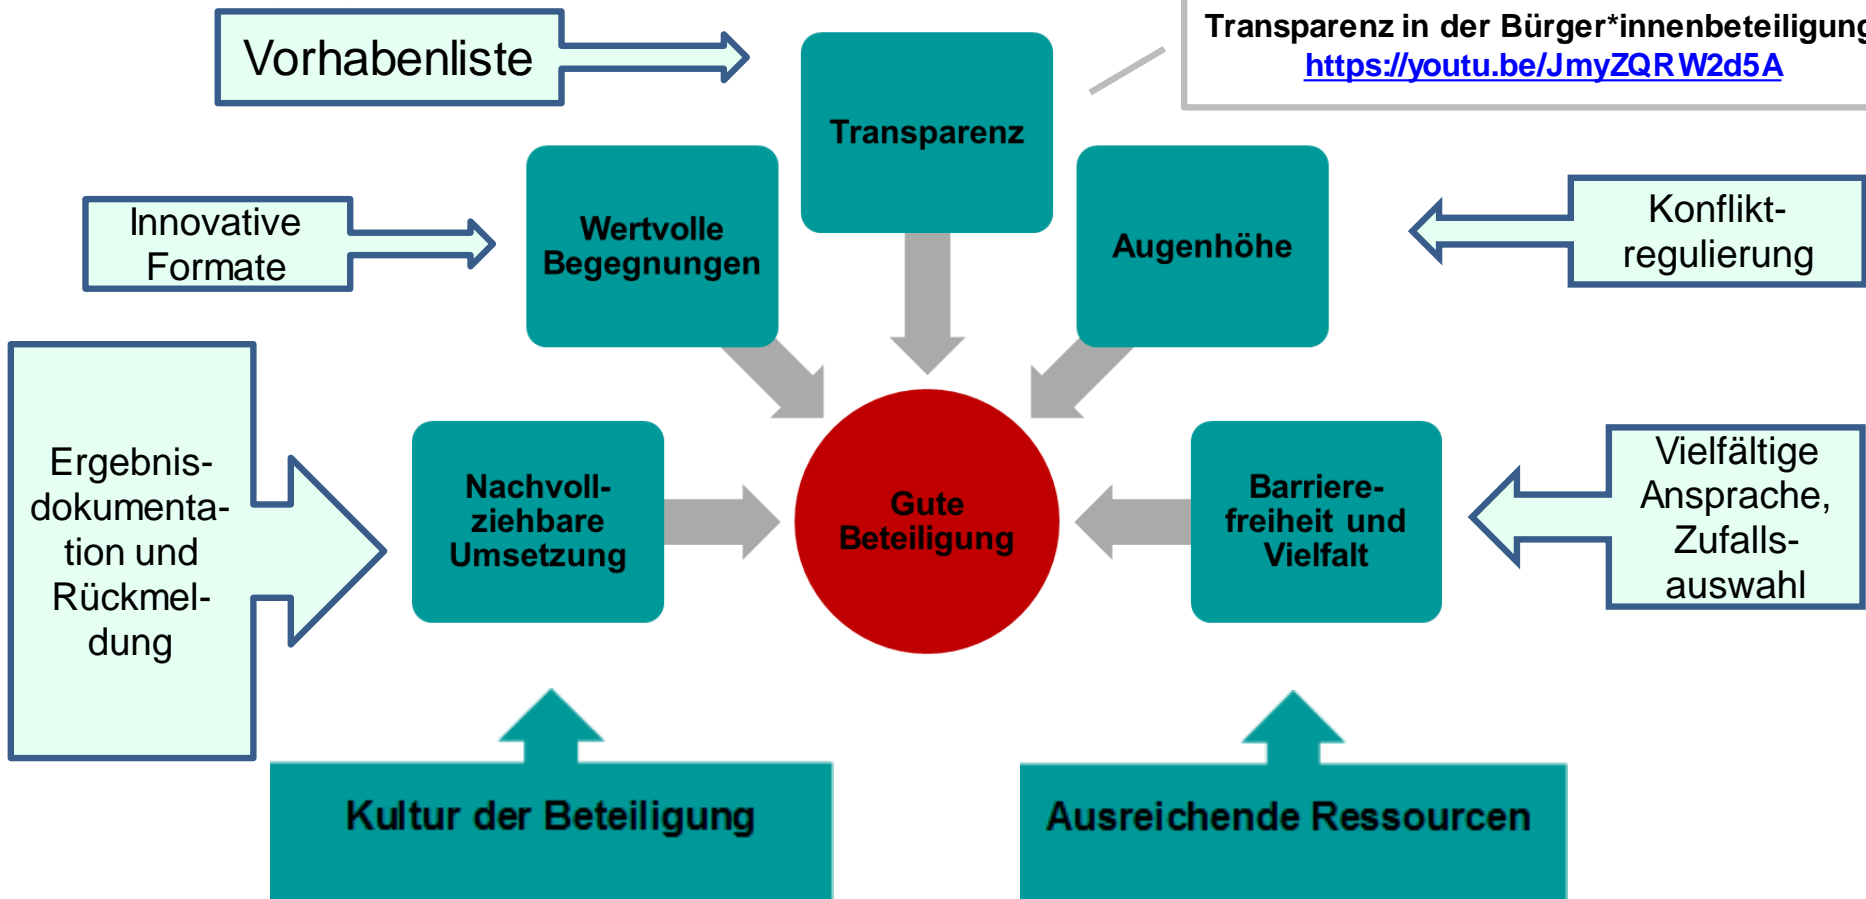 Vorhabenliste
Transparenz in der Bürger*innenbeteiligung
https://youtu.be/JmyZQRW2d5A
Transparenz
Innovative
Formate
Wertvolle
Begegnungen
Augenhöhe
Konflikt-
regulierung
Ergebnis-
dokumenta-
tion und
Rückmel-
dung
Nachvoll-
ziehbare
Umsetzung
Gute
Beteiligung
Barriere-
freiheit und
Vielfalt
Vielfältige
Ansprache,
Zufalls-
auswahl
Kultur der Beteiligung
Ausreichende Ressourcen